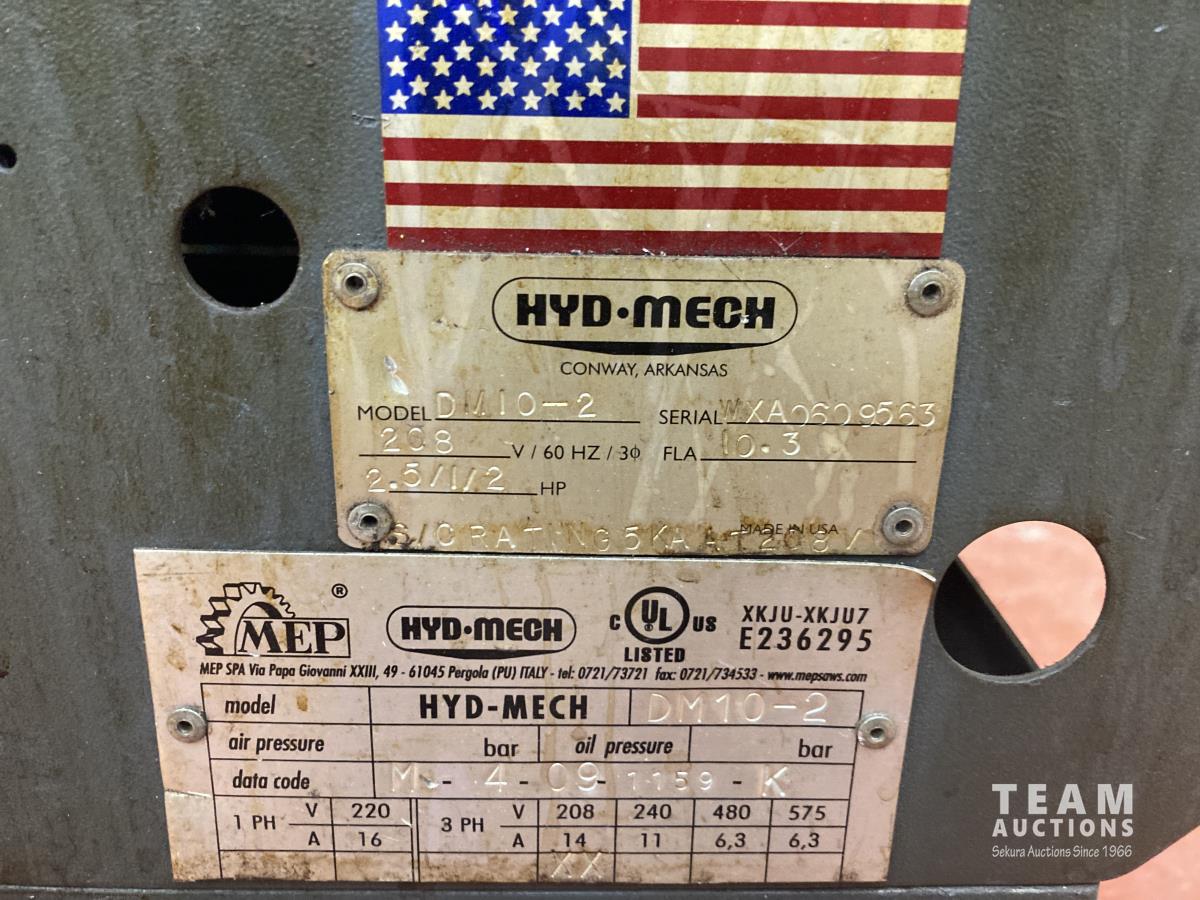 HYD·MECH
CONWAY, ARKANSAS
MODEL DM10-2 SERIAL WXA0609563
208 V / 60 HZ / 3ϕ FLA 10.3
2.5/1/2 HP
MADE IN USA
S/C RATING 5KA AT 208V
MEP ®
HYD·MECH
C UL ® US LISTED
XKJU-XKJU7
E236295
MEP SPA Via Papa Giovanni XXIII, 49 - 61045 Pergola (PU) ITALY - tel: 0721/73721 fax: 0721/734533 - www.mepsaws.com
model HYD-MECH DM10-2
air pressure bar oil pressure bar
data code M - 4 - 09 - 1159 - K
1 PH V 220 3 PH V 208 240 480 575
A 16 A 14 11 6,3 6,3
XX
TEAM
AUCTIONS
Sekura Auctions Since 1966